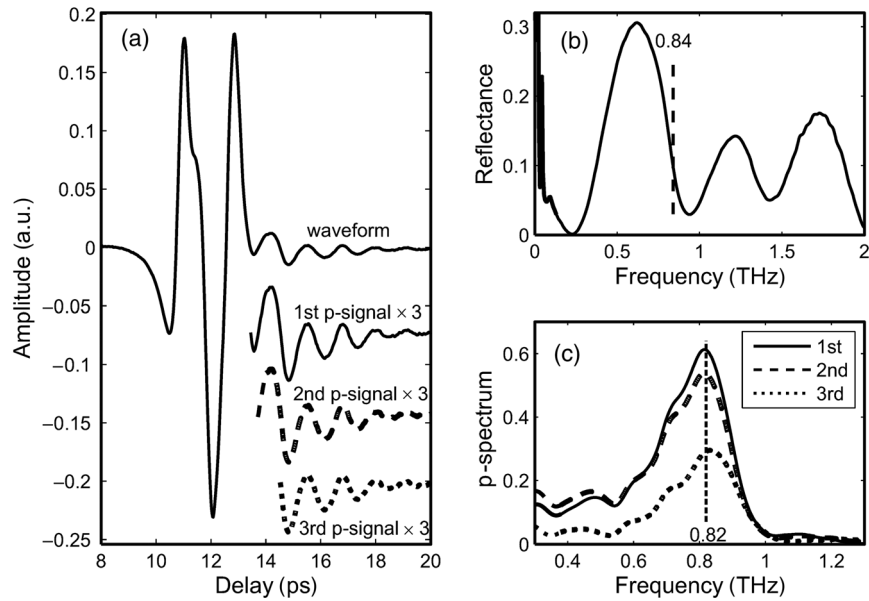 (a)
0.2
0.15
0.1
0.05
0
−0.05
−0.1
−0.15
−0.2
−0.25
Amplitude (a.u.)
waveform
1st p-signal × 3
2nd p-signal × 3
3rd p-signal × 3
8 10 12 14 16 18 20
Delay (ps)
(b)
0.84
0.3
0.2
0.1
0
Reflectance
0 0.5 1 1.5 2
Frequency (THz)
(c)
1st
2nd
3rd
0.6
0.4
0.2
0
p-spectrum
0.82
0.4 0.6 0.8 1 1.2
Frequency (THz)